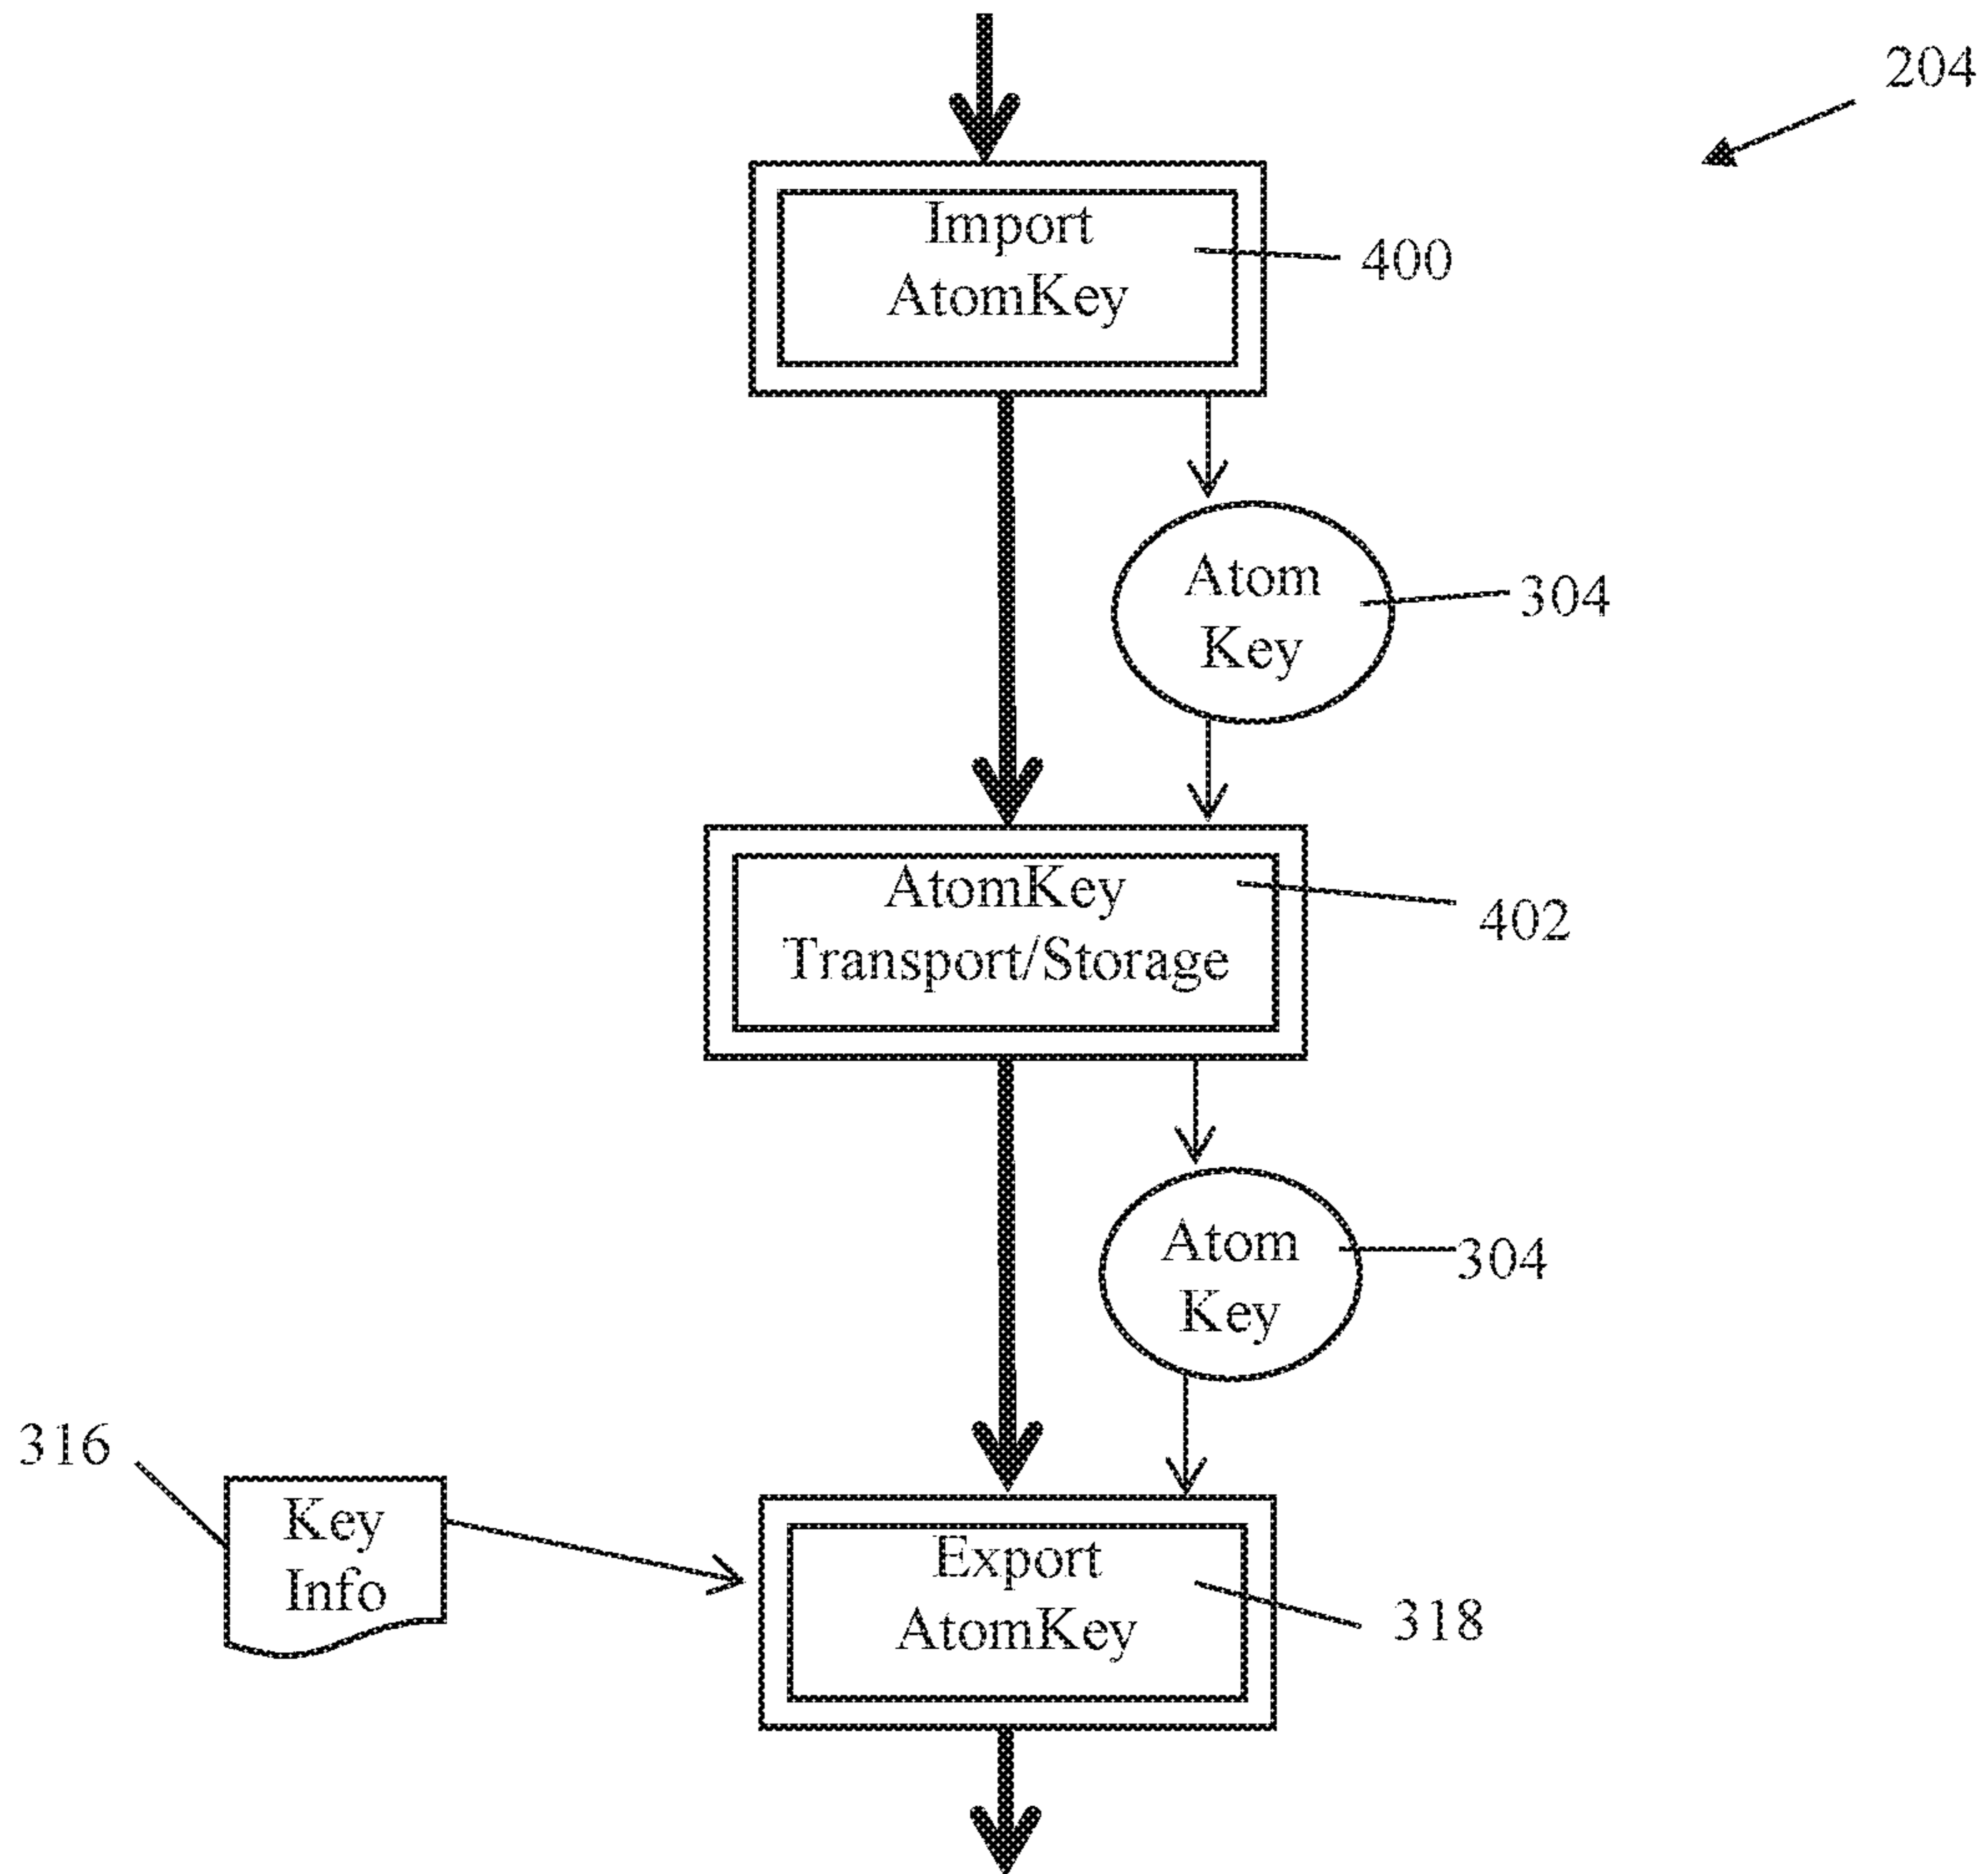 204
Import
AtomKey
400
Atom
Key
304
AtomKey
Transport/Storage
402
Atom
Key
304
316
Key
Info
Export
AtomKey
318